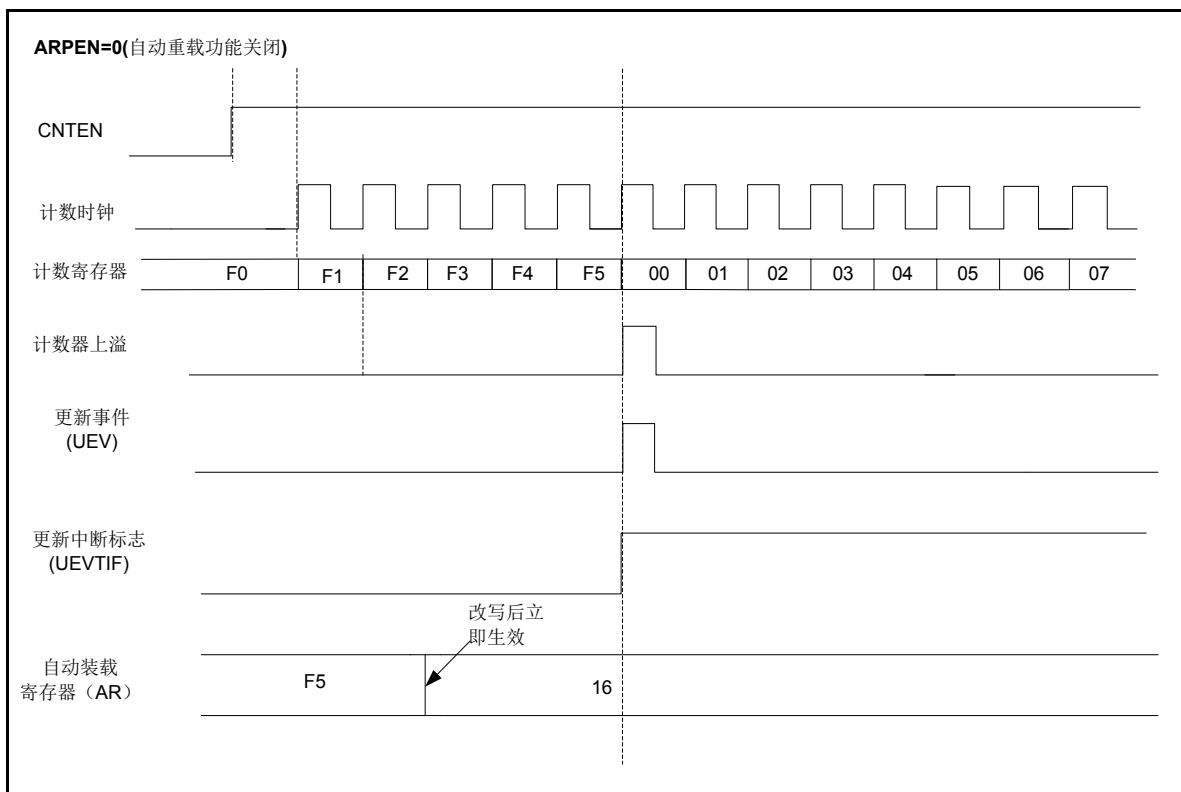 ARPEN=0(自动重载功能关闭)
CNTEN
计数时钟
计数寄存器 F0 F1 F2 F3 F4 F5 00 01 02 03 04 05 06 07
计数器上溢
更新事件
(UEV)
更新中断标志
(UEVTIF)
改写后立
即生效
自动装载
寄存器（AR）
F5 16